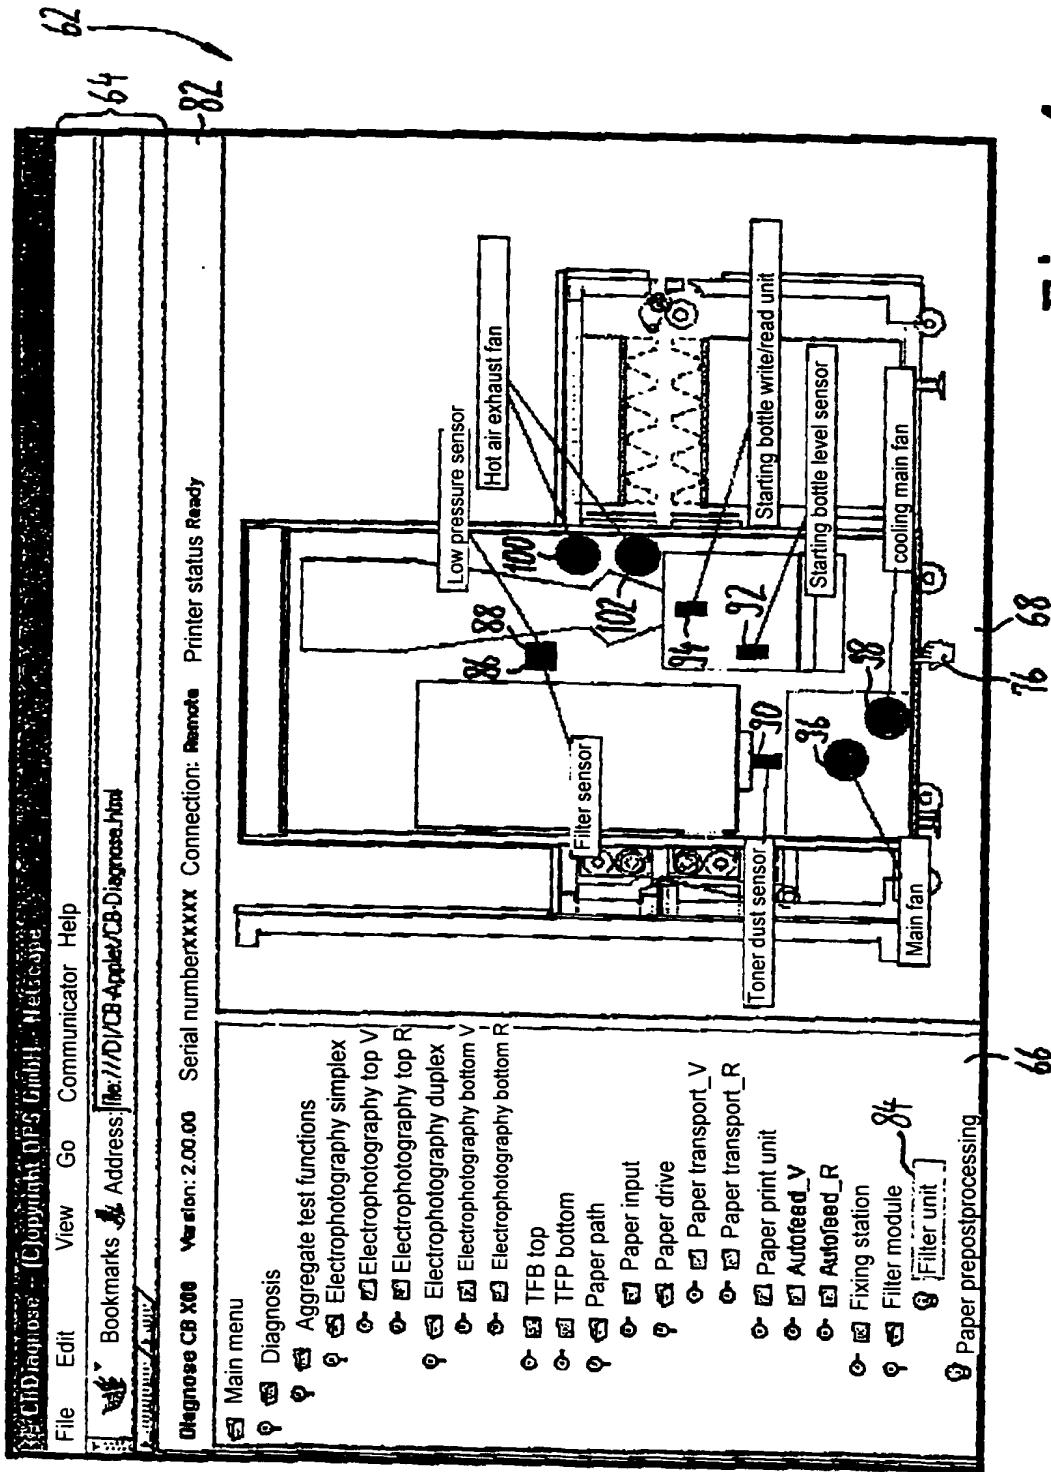 CBDiagnose - (C)opyright OPS GmbH - Netscape
File Edit View Go Communicator Help
Bookmarks Address: file:///D|/CB-Applet/CB-Diagnose.html
Diagnose CB X00 Version: 2.00.00 Serial numberxxxxx Connection: Remote Printer status Ready
Main menu
Diagnosis
Aggregate test functions
Electrophotography simplex
Electrophotography top V
Electrophotography top R
Electrophotography duplex
Electrophotography bottom V
Electrophotography bottom R
TFB top
TFP bottom
Paper path
Paper input
Paper drive
Paper transport_V
Paper transport_R
Paper print unit
Autofeed_V
Autofeed_R
Fixing station
Filter module
Filter unit
Paper prepostprocessing
Low pressure sensor
Hot air exhaust fan
Filter sensor
Toner dust sensor
Main fan
Starting bottle write/read unit
Starting bottle level sensor
cooling main fan
62
64
82
86
88
100
102
94
92
90
96
98
84
66
76
68